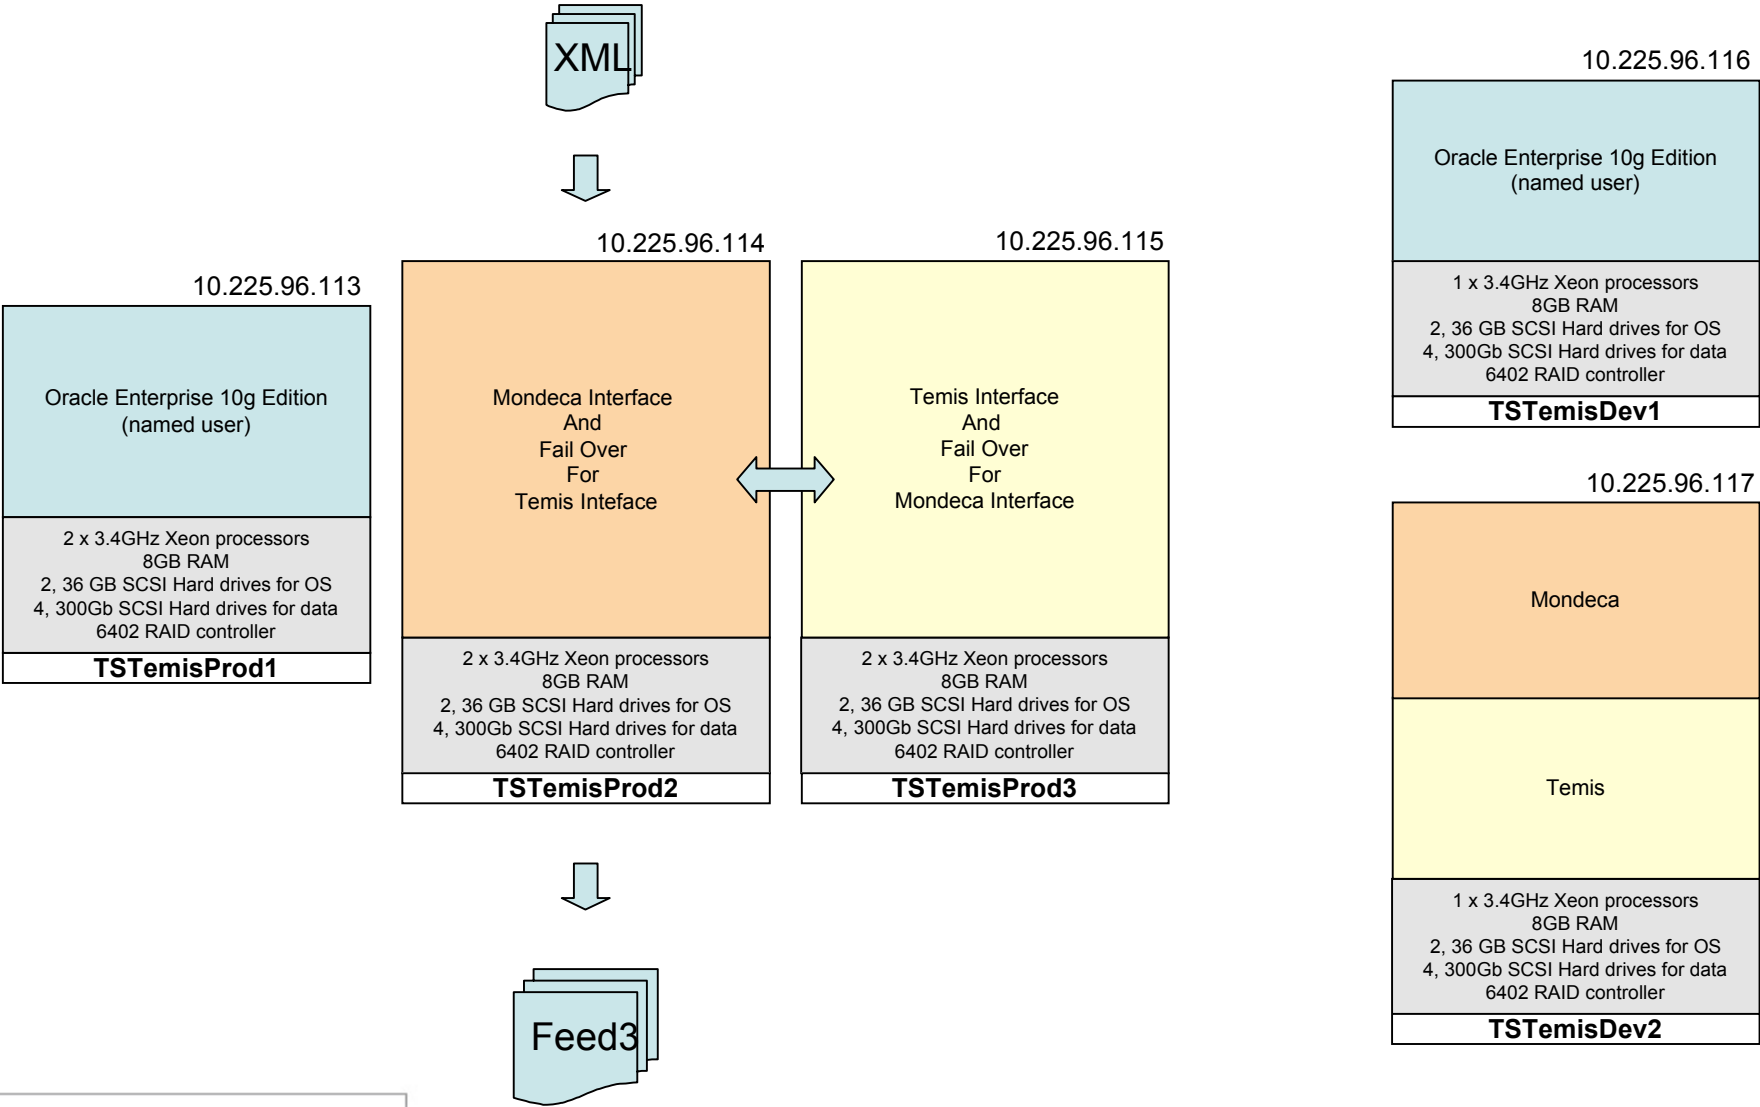 XML
10.225.96.113
Oracle Enterprise 10g Edition
(named user)
2 x 3.4GHz Xeon processors
8GB RAM
2, 36 GB SCSI Hard drives for OS
4, 300Gb SCSI Hard drives for data
6402 RAID controller
TSTemisProd1
10.225.96.114
Mondeca Interface
And
Fail Over
For
Temis Inteface
2 x 3.4GHz Xeon processors
8GB RAM
2, 36 GB SCSI Hard drives for OS
4, 300Gb SCSI Hard drives for data
6402 RAID controller
TSTemisProd2
10.225.96.115
Temis Interface
And
Fail Over
For
Mondeca Interface
2 x 3.4GHz Xeon processors
8GB RAM
2, 36 GB SCSI Hard drives for OS
4, 300Gb SCSI Hard drives for data
6402 RAID controller
TSTemisProd3
Feed3
10.225.96.116
Oracle Enterprise 10g Edition
(named user)
1 x 3.4GHz Xeon processors
8GB RAM
2, 36 GB SCSI Hard drives for OS
4, 300Gb SCSI Hard drives for data
6402 RAID controller
TSTemisDev1
10.225.96.117
Mondeca
Temis
1 x 3.4GHz Xeon processors
8GB RAM
2, 36 GB SCSI Hard drives for OS
4, 300Gb SCSI Hard drives for data
6402 RAID controller
TSTemisDev2